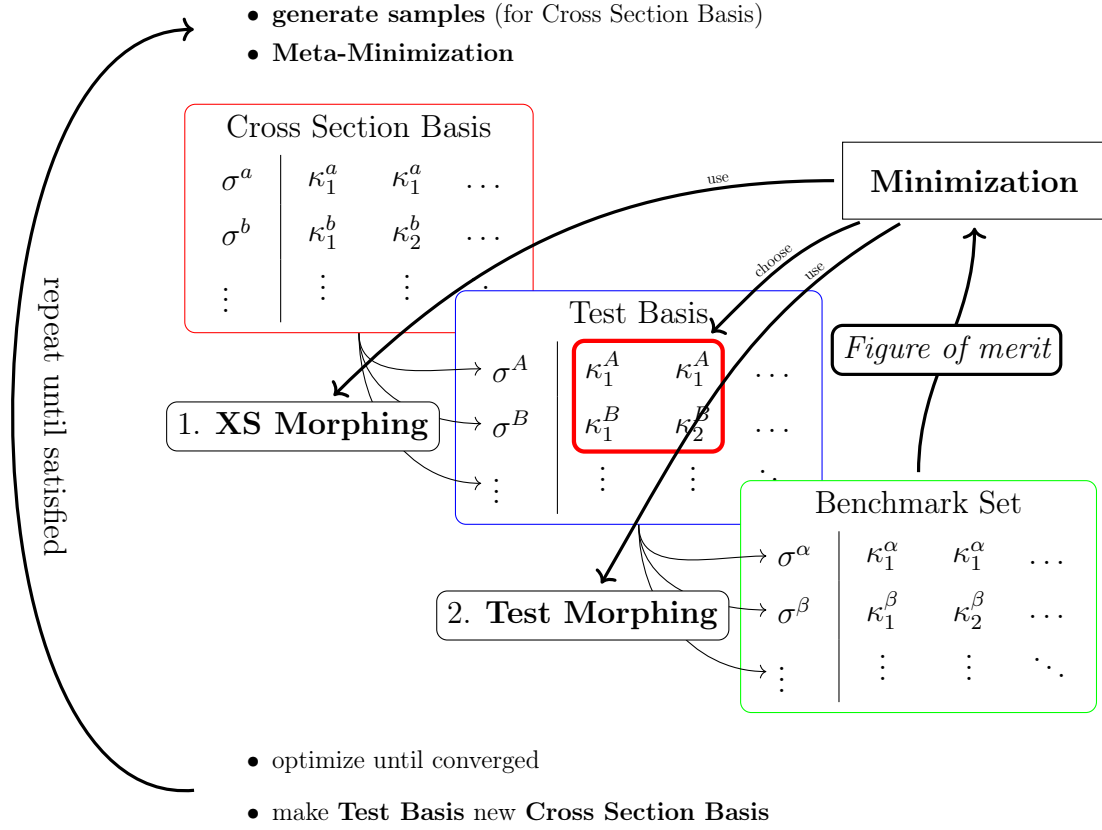 • generate samples (for Cross Section Basis)
• Meta-Minimization
Cross Section Basis
σ^a κ_1^a κ_1^a …
σ^b κ_1^b κ_2^b …
⋮ ⋮ ⋮ ⋱
Minimization
use
choose
use
Test Basis
σ^A κ_1^A κ_1^A …
σ^B κ_1^B κ_2^B …
⋮ ⋮ ⋮ ⋱
1. XS Morphing
Figure of merit
Benchmark Set
σ^α κ_1^α κ_1^α …
σ^β κ_1^β κ_2^β …
⋮ ⋮ ⋮ ⋱
2. Test Morphing
repeat until satisfied
• optimize until converged
• make Test Basis new Cross Section Basis